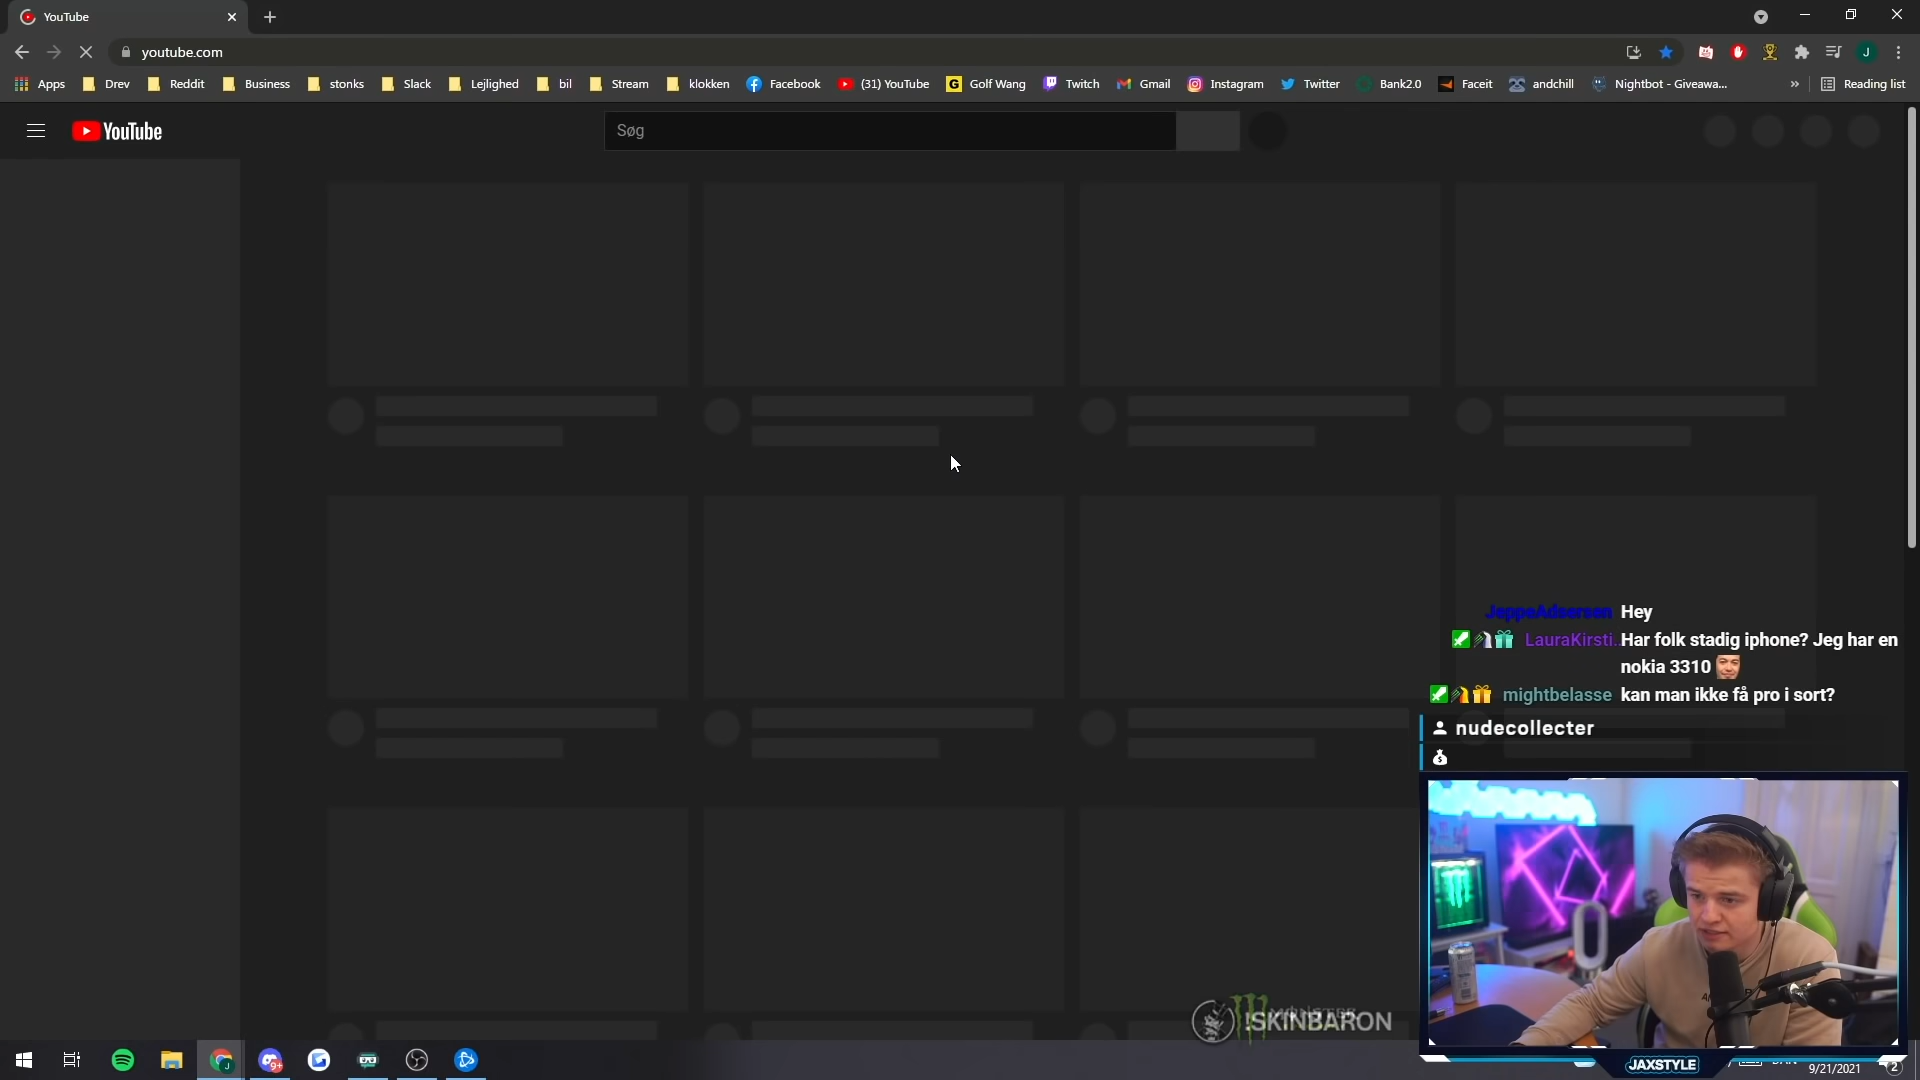 YouTube
youtube.com
Apps Drev Reddit Business stonks Slack Lejlighed bil Stream klokken Facebook (31) YouTube Golf Wang Twitch Gmail Instagram Twitter Bank2.0 Faceit andchill Nightbot - Giveawa... » Reading list
YouTube
Søg
JeppeAdsersen Hey
LauraKirsti.. Har folk stadig iphone? Jeg har en
nokia 3310
mightbelasse kan man ikke få pro i sort?
nudecollecter
!SKINBARON
JAXSTYLE
9/21/2021
2